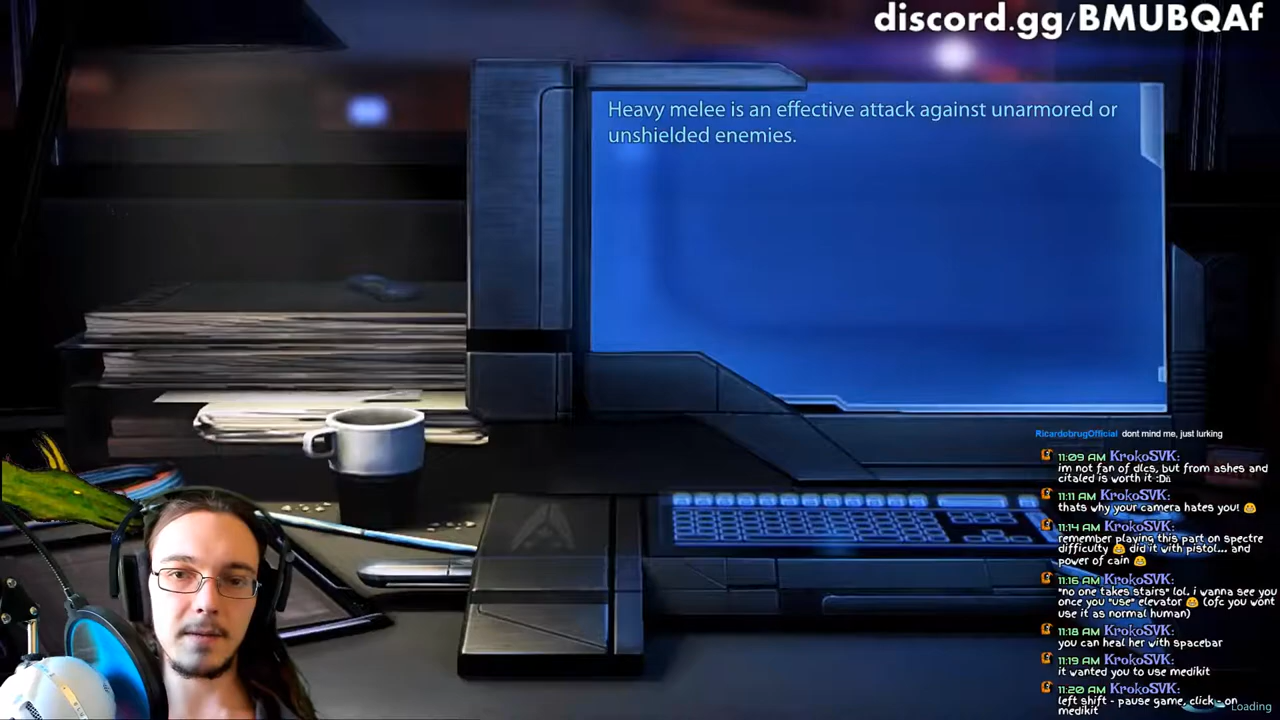 discord.gg/BMUBQAf
Heavy melee is an effective attack against unarmored or
unshielded enemies.
RicardobrugOfficial dont mind me, just lurking
11:09 AM KrokoSVK:
im not fan of dlcs, but from ashes and
citaled is worth it :D
11:11 AM KrokoSVK:
thats why your camera hates you!
11:14 AM KrokoSVK:
remember playing this part on spectre
difficulty did it with pistol... and
power of cain
11:16 AM KrokoSVK:
"no one takes stairs" lol, i wanna see you
once you "use" elevator (ofc you wont
use it as normal human)
11:18 AM KrokoSVK:
you can heal her with spacebar
11:19 AM KrokoSVK:
it wanted you to use medikit
11:20 AM KrokoSVK:
left shift - pause game, click - on
medikit
Loading